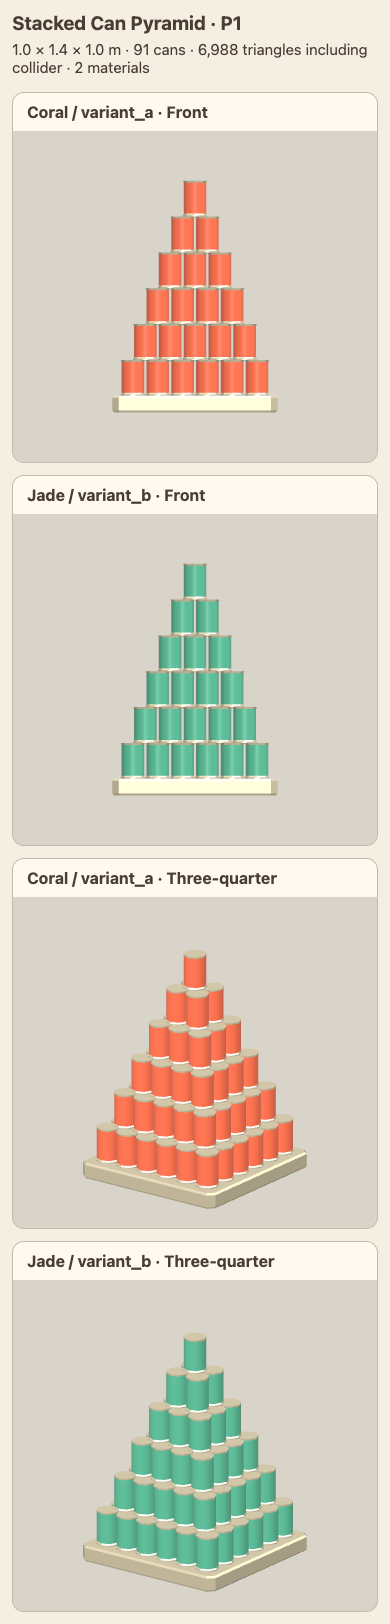 Stacked Can Pyramid · P1
1.0 × 1.4 × 1.0 m · 91 cans · 6,988 triangles including
collider · 2 materials
Coral / variant_a · Front
Jade / variant_b · Front
Coral / variant_a · Three-quarter
Jade / variant_b · Three-quarter